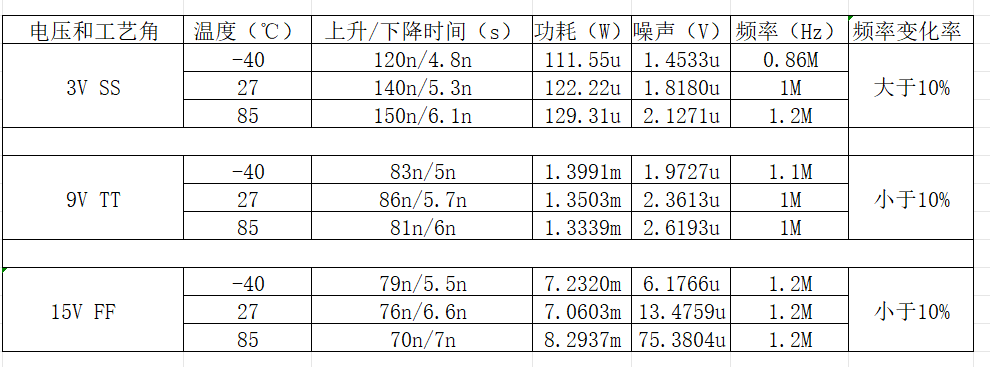 电压和工艺角 温度（℃） 上升/下降时间（s） 功耗（W） 噪声（V） 频率（Hz） 频率变化率
3V SS -40 120n/4.8n 111.55u 1.4533u 0.86M 大于10%
27 140n/5.3n 122.22u 1.8180u 1M
85 150n/6.1n 129.31u 2.1271u 1.2M
9V TT -40 83n/5n 1.3991m 1.9727u 1.1M 小于10%
27 86n/5.7n 1.3503m 2.3613u 1M
85 81n/6n 1.3339m 2.6193u 1M
15V FF -40 79n/5.5n 7.2320m 6.1766u 1.2M 小于10%
27 76n/6.6n 7.0603m 13.4759u 1.2M
85 70n/7n 8.2937m 75.3804u 1.2M